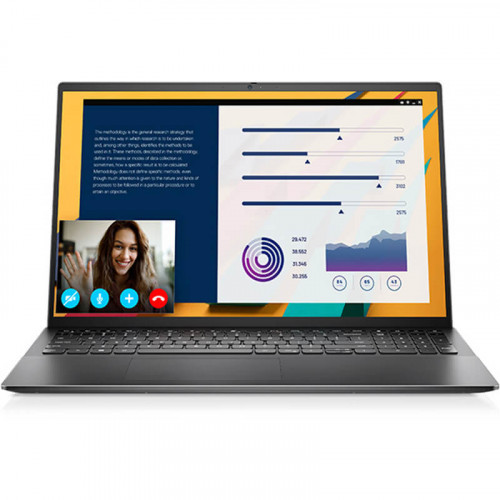 The methodology is the general research strategy that
outlines the way in which research is to be undertaken
and, among other things, identifies the methods to be
used in it. These methods, described in the methodology,
define the means or modes of data collection or,
sometimes, how a specific result is to be calculated.
Methodology does not define specific methods, even
though much attention is given to the nature and kinds of
processes to be followed in a particular procedure or to
attain an objective.
2575
1700
3102
2575
29.472
38.552
31.346
30.255
84
85
43